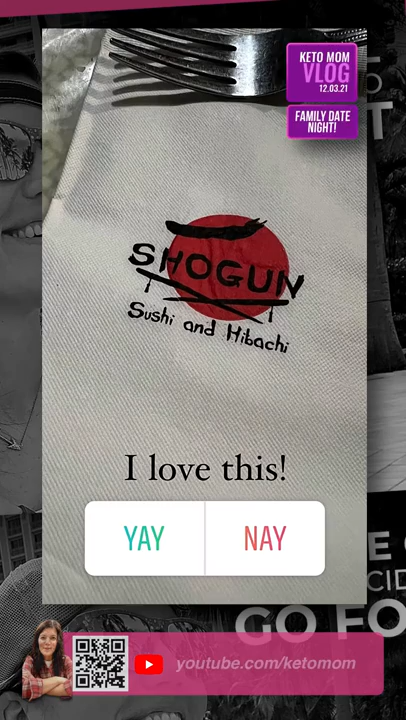 KETO MOM
VLOG
12.03.21
FAMILY DATE
NIGHT!
SHOGUN
Sushi and Hibachi
I love this!
YAY
NAY
GO FO
youtube.com/ketomom